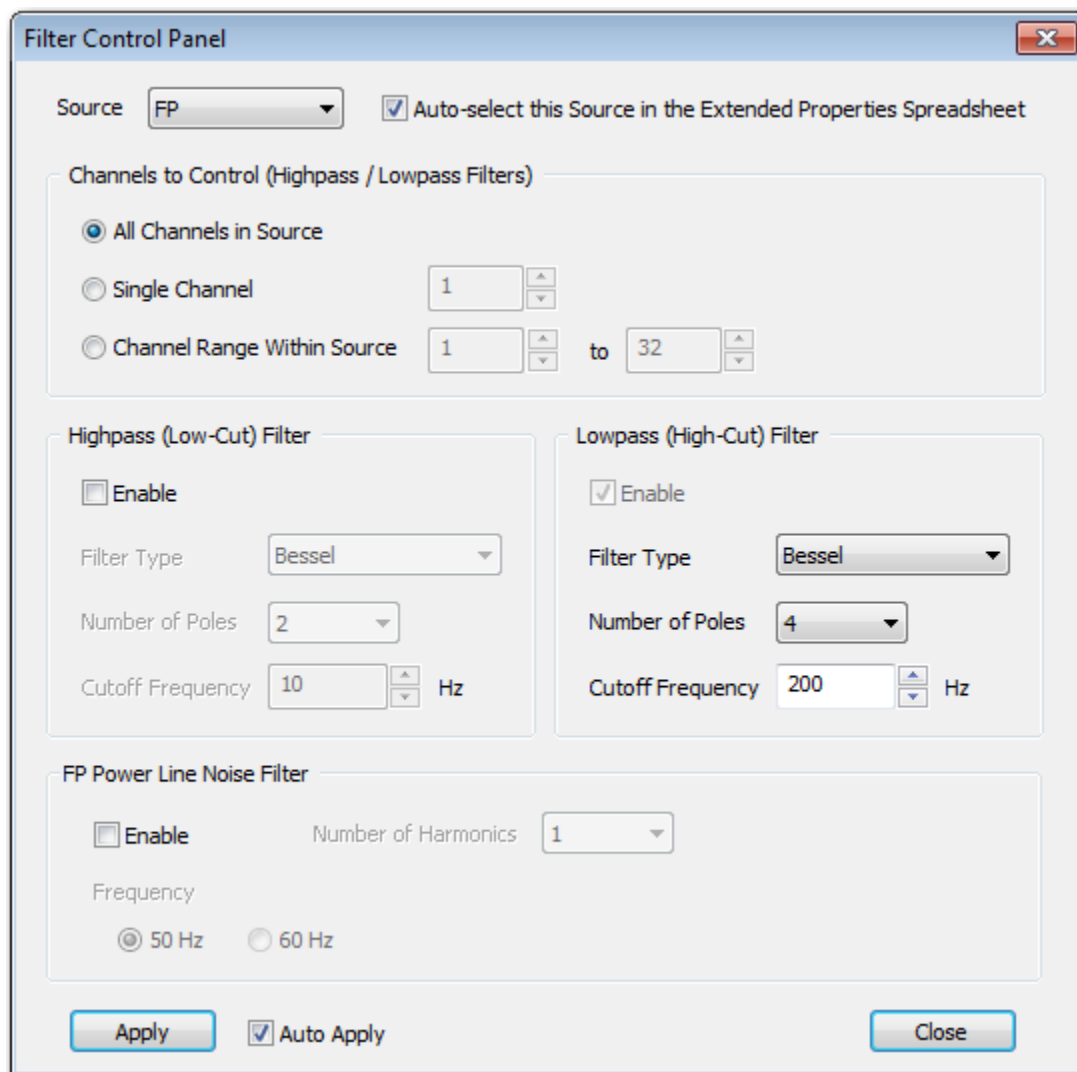 Filter Control Panel
Source FP Auto-select this Source in the Extended Properties Spreadsheet
Channels to Control (Highpass / Lowpass Filters)
All Channels in Source
Single Channel 1
Channel Range Within Source 1 to 32
Highpass (Low-Cut) Filter
Enable
Filter Type Bessel
Number of Poles 2
Cutoff Frequency 10 Hz
Lowpass (High-Cut) Filter
Enable
Filter Type Bessel
Number of Poles 4
Cutoff Frequency 200 Hz
FP Power Line Noise Filter
Enable Number of Harmonics 1
Frequency
50 Hz 60 Hz
Apply Auto Apply Close